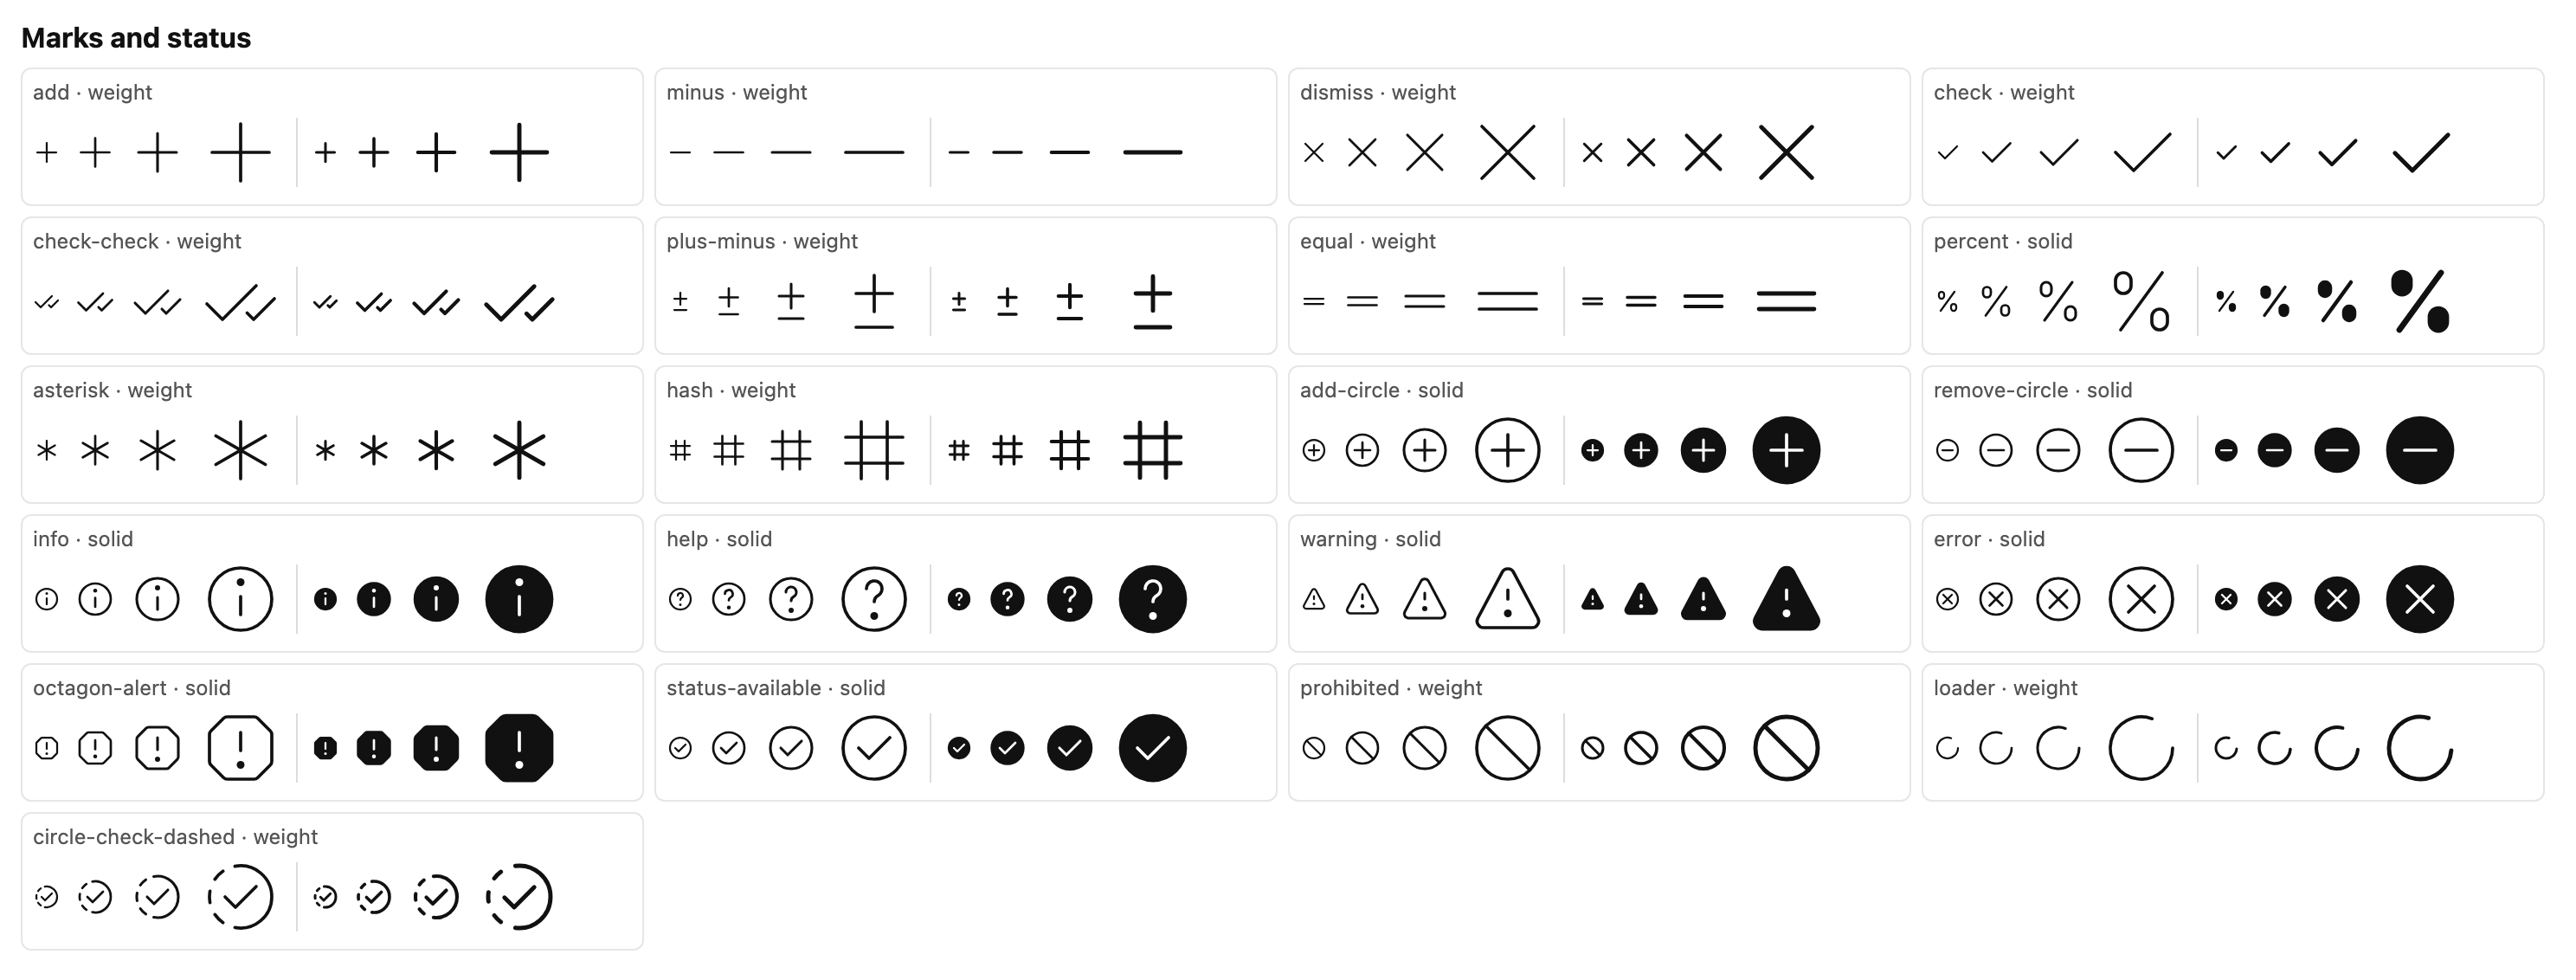 Marks and status
add · weight
minus · weight
dismiss · weight
check · weight
check-check · weight
plus-minus · weight
equal · weight
percent · solid
asterisk · weight
hash · weight
add-circle · solid
remove-circle · solid
info · solid
help · solid
warning · solid
error · solid
octagon-alert · solid
status-available · solid
prohibited · weight
loader · weight
circle-check-dashed · weight